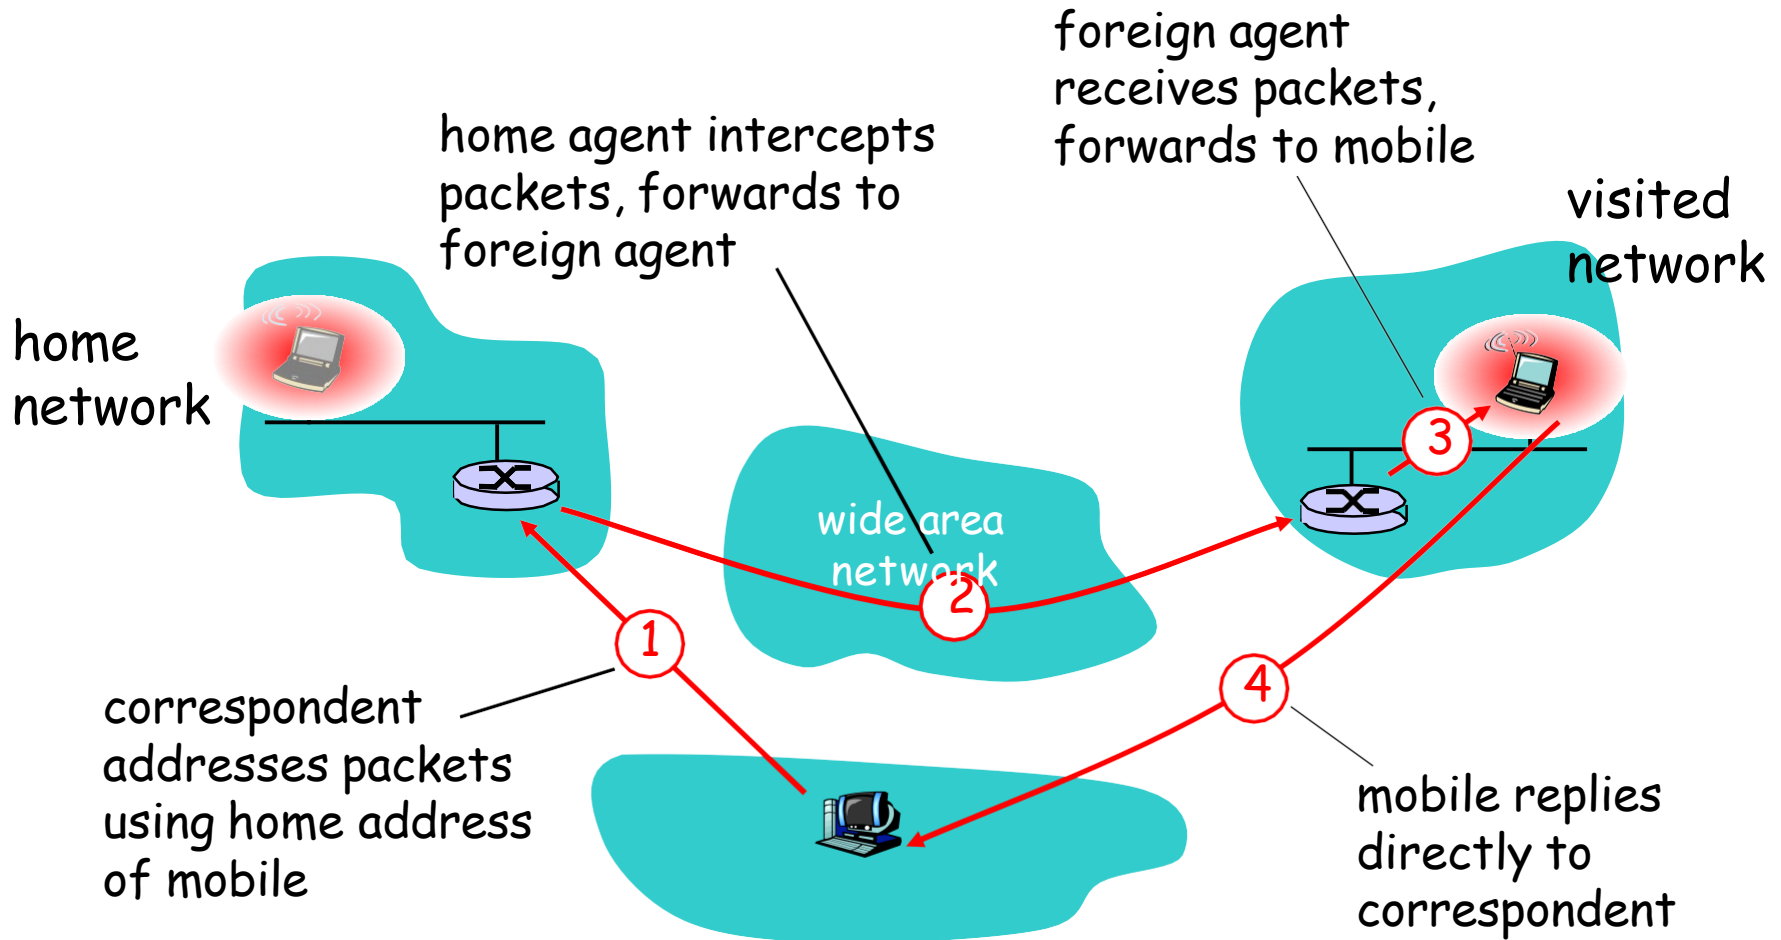 foreign agent
receives packets,
forwards to mobile
home agent intercepts
packets, forwards to
foreign agent
visited
network
home
network
3
wide area
network
2
1
4
correspondent
addresses packets
using home address
of mobile
mobile replies
directly to
correspondent